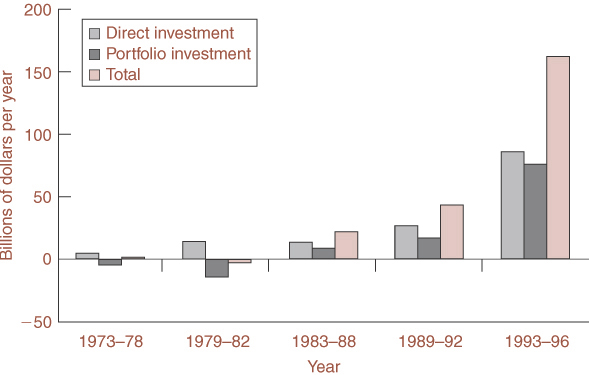 200
150
100
50
0
−50
Billions of dollars per year
Direct investment
Portfolio investment
Total
1973–78
1979–82
1983–88
1989–92
1993–96
Year